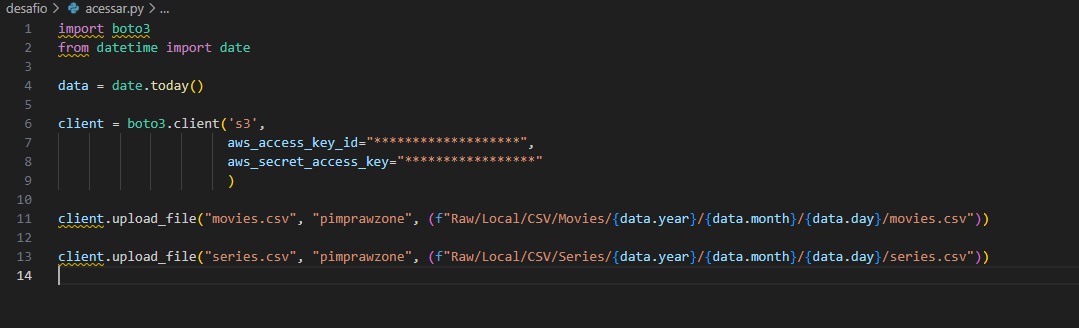 desafio > acessar.py > ...
1 import boto3
2 from datetime import date
3
4 data = date.today()
5
6 client = boto3.client('s3',
7 aws_access_key_id="*******************",
8 aws_secret_access_key="*****************"
9 )
10
11 client.upload_file("movies.csv", "pimprawzone", (f"Raw/Local/CSV/Movies/{data.year}/{data.month}/{data.day}/movies.csv"))
12
13 client.upload_file("series.csv", "pimprawzone", (f"Raw/Local/CSV/Series/{data.year}/{data.month}/{data.day}/series.csv"))
14